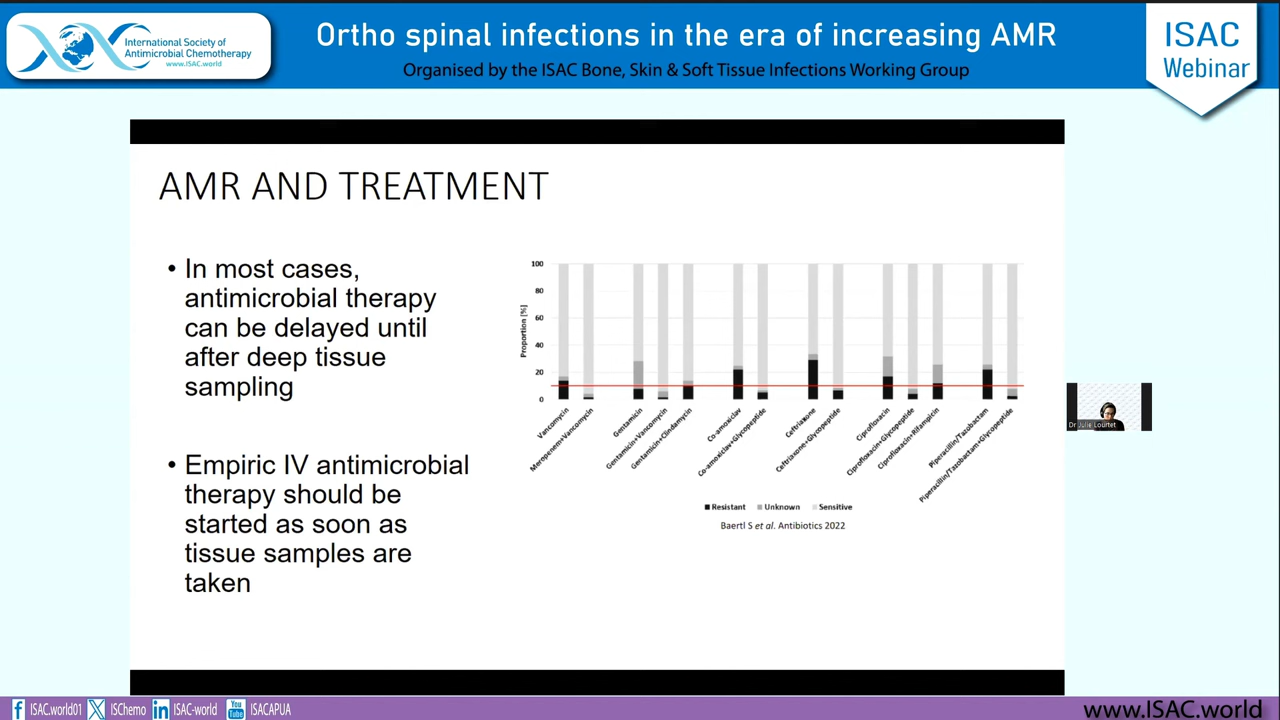 International Society of
Antimicrobial Chemotherapy
www.ISAC.world
Ortho spinal infections in the era of increasing AMR
Organised by the ISAC Bone, Skin & Soft Tissue Infections Working Group
ISAC
Webinar
AMR AND TREATMENT
• In most cases,
antimicrobial therapy
can be delayed until
after deep tissue
sampling
• Empiric IV antimicrobial
therapy should be
started as soon as
tissue samples are
taken
Proportion [%]
100
80
60
40
20
0
Vancomycin
Meropenem+Vancomycin
Gentamicin
Gentamicin+Vancomycin
Gentamicin+Clindamycin
Co-amoxiclav
Co-amoxiclav+Glycopeptide
Ceftriaxone
Ceftriaxone+Glycopeptide
Ciprofloxacin
Ciprofloxacin+Glycopeptide
Ciprofloxacin+Rifampicin
Piperacillin/Tazobactam
Piperacillin/Tazobactam+Glycopeptide
Resistant Unknown Sensitive
Baertl S et al. Antibiotics 2022
Dr Julie Lourtet
f ISAC.world01 X ISChemo in ISAC-world You Tube ISACAPUA
www.ISAC.world